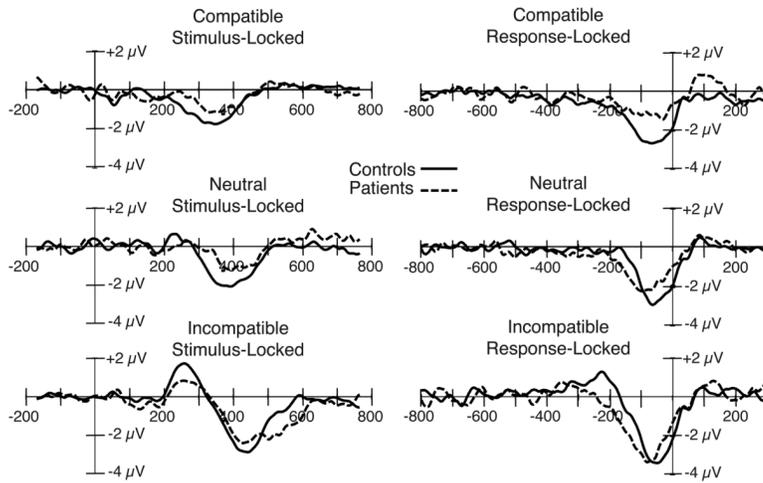 Compatible
Stimulus-Locked
+2 µV
-200
200
400
600
800
-2 µV
-4 µV
Compatible
Response-Locked
+2 µV
-800
-600
-400
-200
200
-2 µV
-4 µV
Controls
Patients
Neutral
Stimulus-Locked
+2 µV
-200
200
400
600
800
-2 µV
-4 µV
Neutral
Response-Locked
+2 µV
-800
-600
-400
-200
200
-2 µV
-4 µV
Incompatible
Stimulus-Locked
+2 µV
-200
200
400
600
800
-2 µV
-4 µV
Incompatible
Response-Locked
+2 µV
-800
-600
-400
-200
200
-2 µV
-4 µV